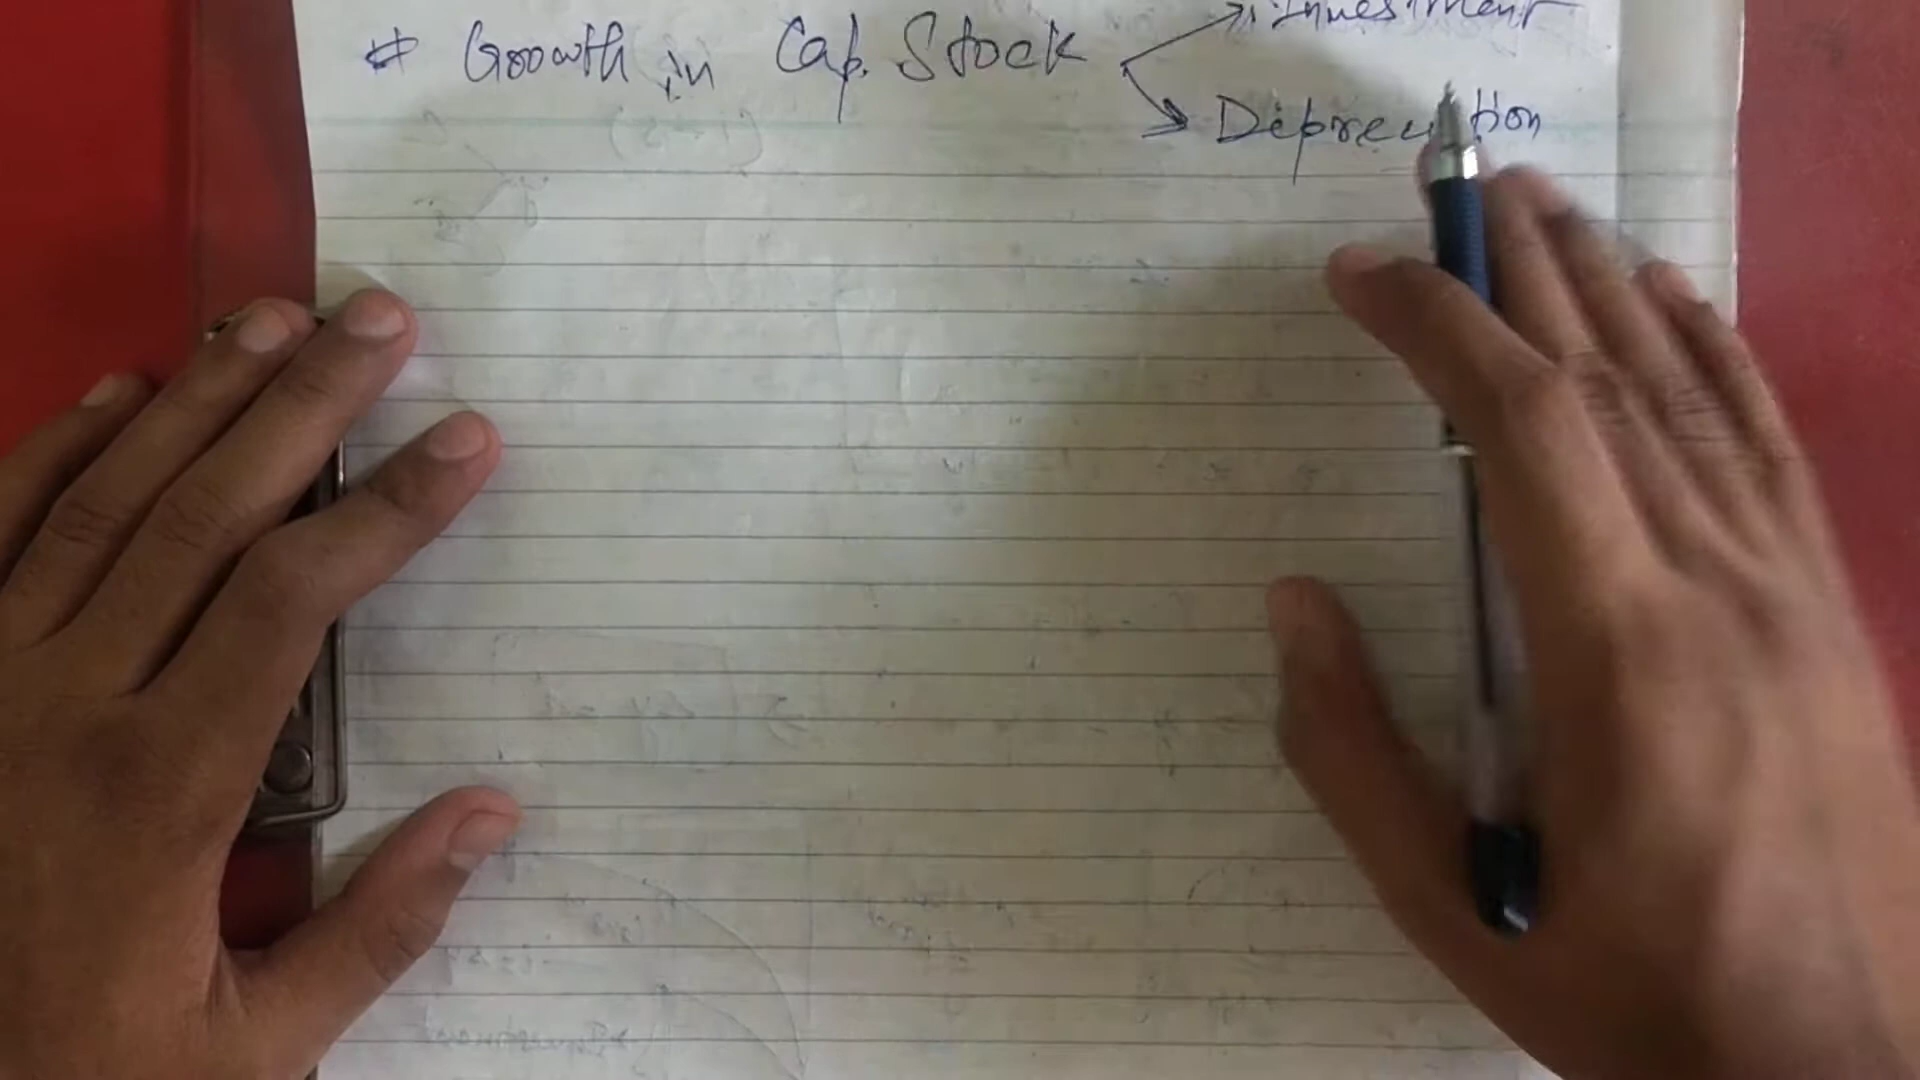 # Growth in Cap. Stock → Investment
→ Depreciation